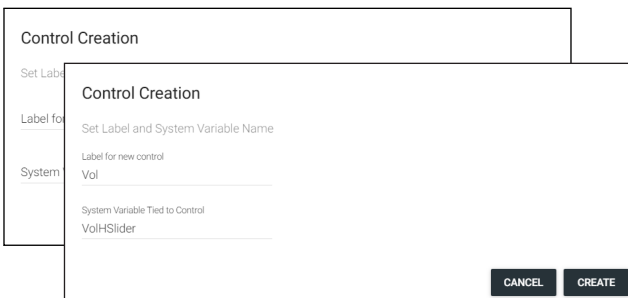 Control Creation
Set Labe
Label for
System
Control Creation
Set Label and System Variable Name
Label for new control
Vol
System Variable Tied to Control
VolHSlider
CANCEL CREATE